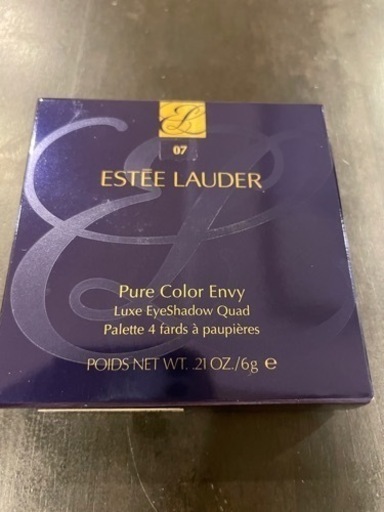 EL
07
ESTĒE LAUDER
Pure Color Envy
Luxe EyeShadow Quad
Palette 4 fards à paupières
POIDS NET WT. .21 OZ./6g ℮